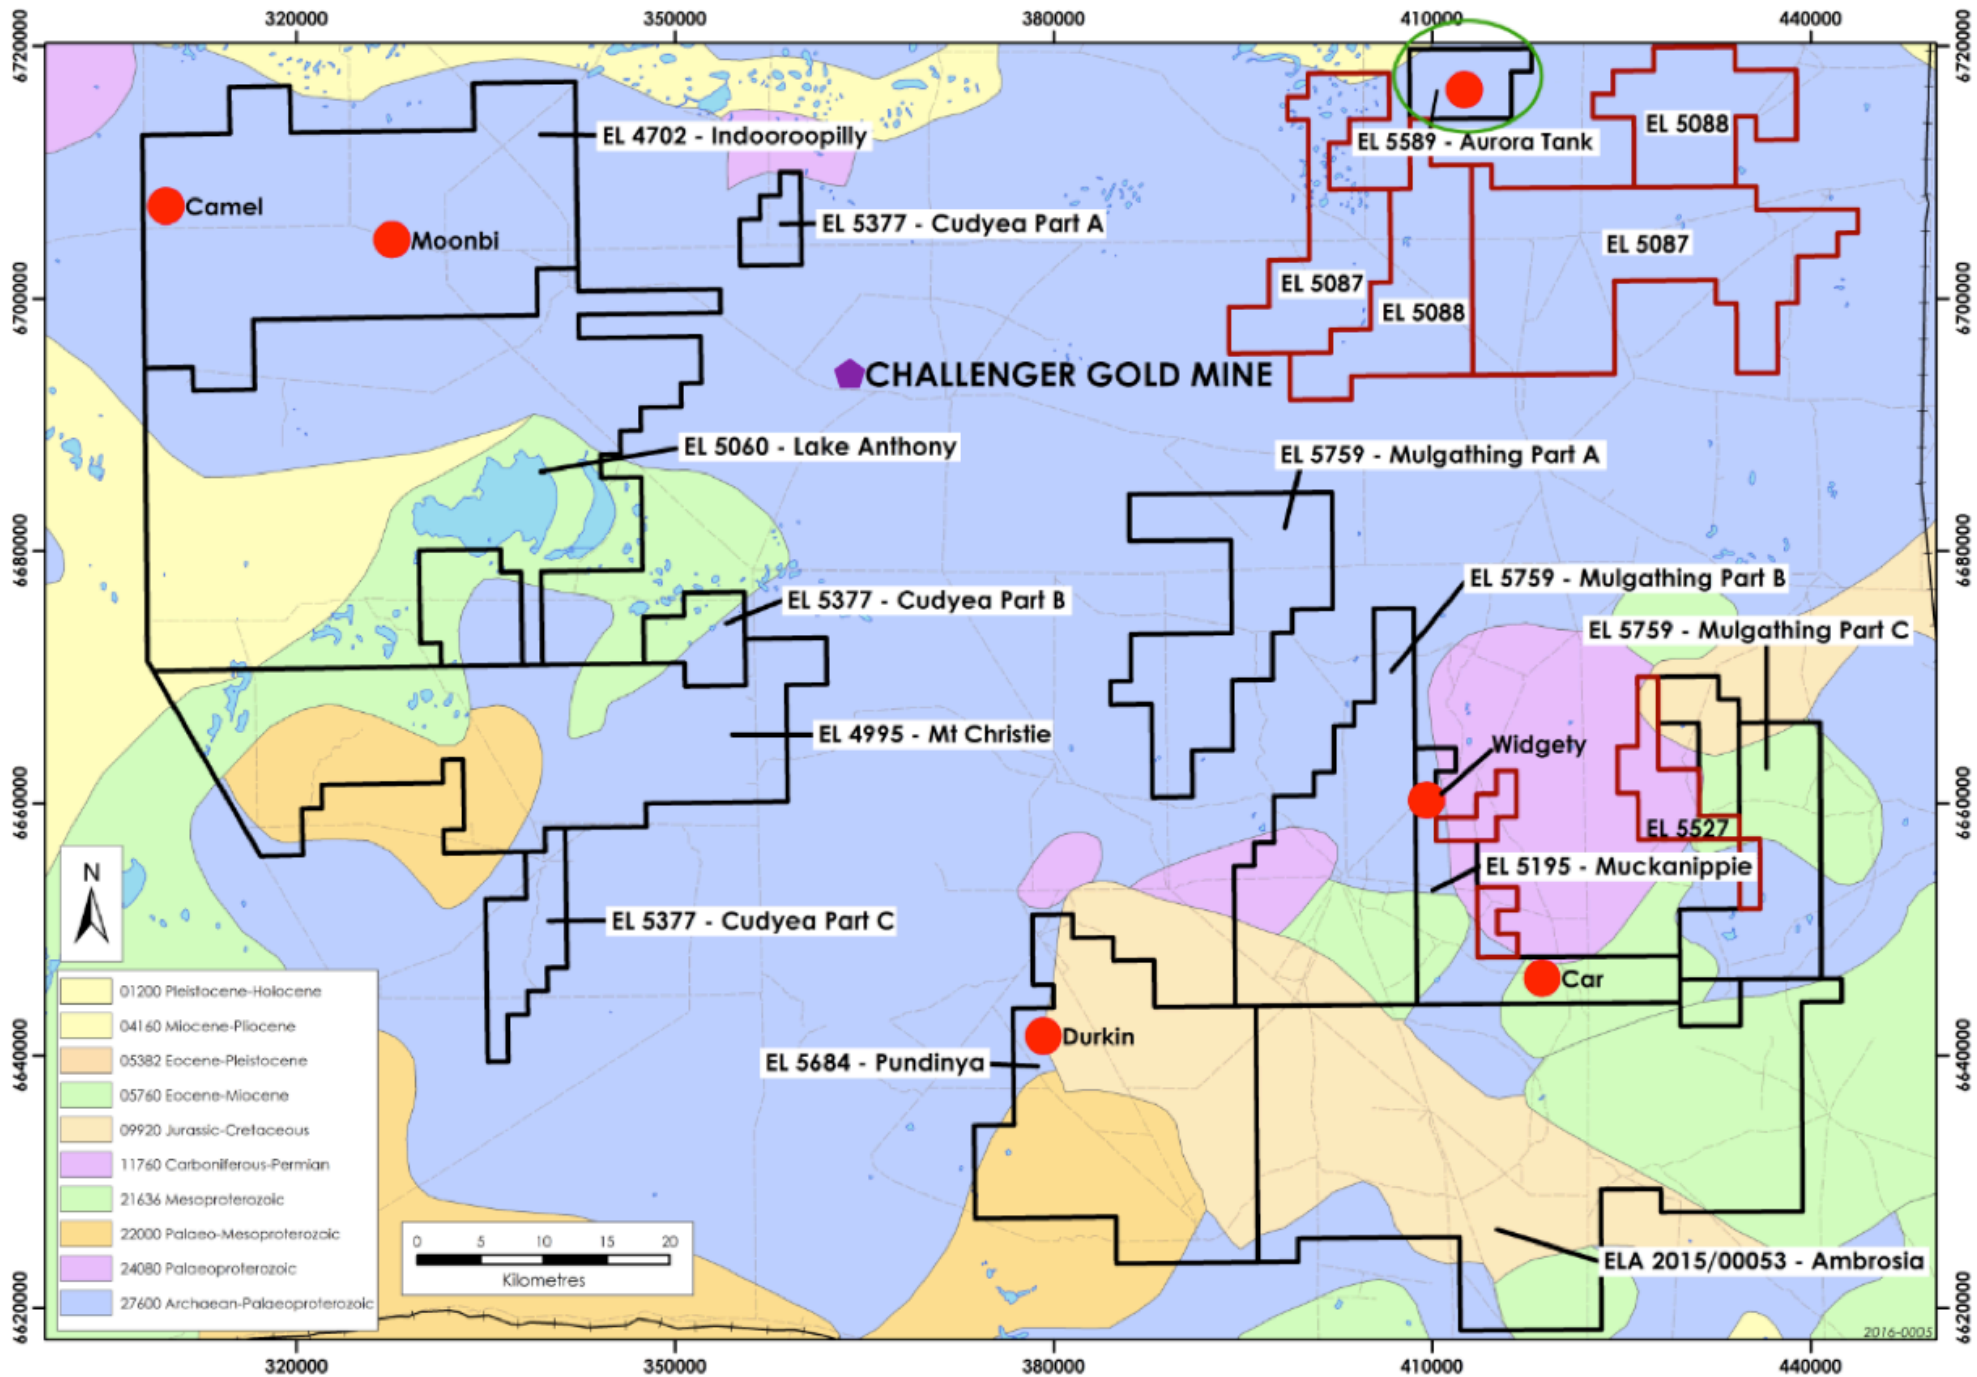 320000
350000
380000
410000
440000
6720000
6720000
EL 4702 - Indooroopilly
EL 5589 - Aurora Tank
EL 5088
Camel
Moonbi
EL 5377 - Cudyea Part A
EL 5087
EL 5087
EL 5088
6700000
6700000
CHALLENGER GOLD MINE
EL 5060 - Lake Anthony
EL 5759 - Mulgathing Part A
6680000
6680000
EL 5759 - Mulgathing Part B
EL 5377 - Cudyea Part B
EL 5759 - Mulgathing Part C
EL 4995 - Mt Christie
Widgety
6660000
6660000
EL 5527
EL 5195 - Muckanippie
N
EL 5377 - Cudyea Part C
Car
Durkin
EL 5684 - Pundinya
6640000
6640000
01200 Pleistocene-Holocene
04160 Miocene-Pliocene
05382 Eocene-Pleistocene
05760 Eocene-Miocene
09920 Jurassic-Cretaceous
11760 Carboniferous-Permian
21636 Mesoproterozoic
22000 Palaeo-Mesoproterozoic
24080 Palaeoproterozoic
27600 Archaean-Palaeoproterozoic
0 5 10 15 20
Kilometres
ELA 2015/00053 - Ambrosia
6620000
6620000
2016-0005
320000
350000
380000
410000
440000